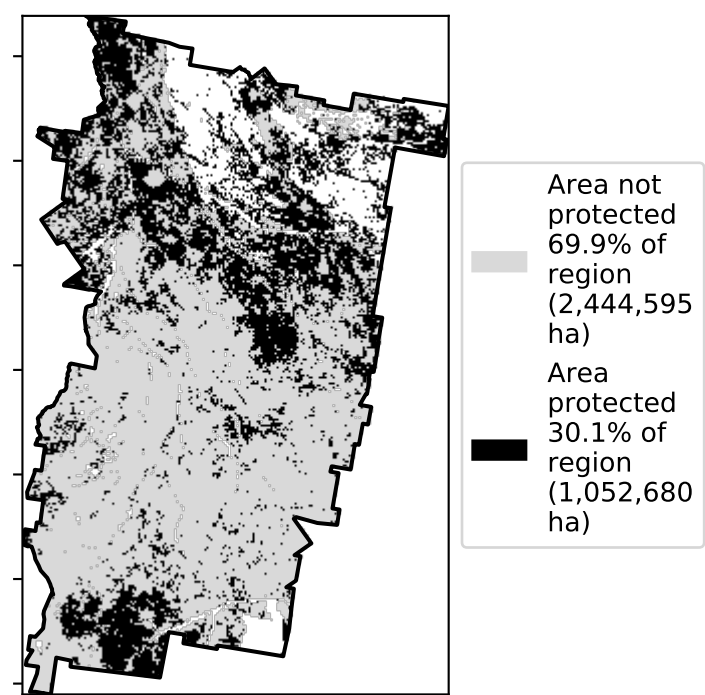 Area not
protected
69.9% of
region
(2,444,595
ha)
Area
protected
30.1% of
region
(1,052,680
ha)